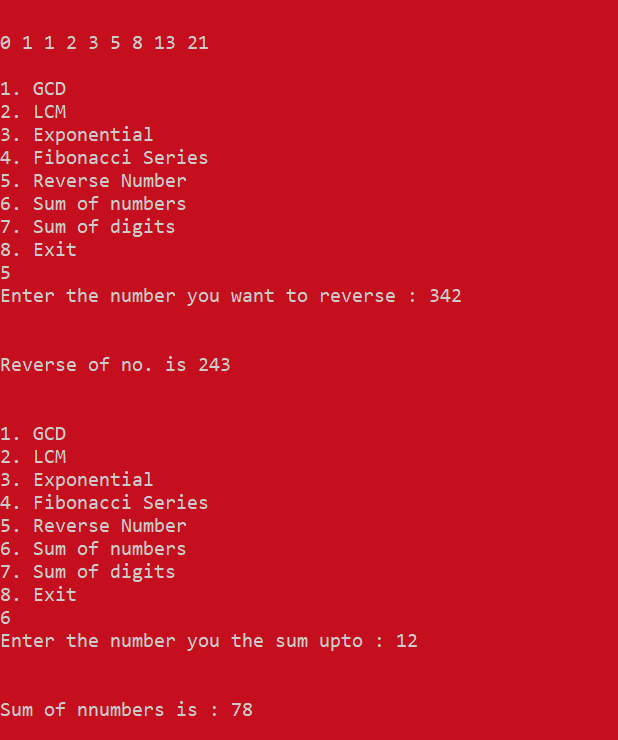 0 1 1 2 3 5 8 13 21
1. GCD
2. LCM
3. Exponential
4. Fibonacci Series
5. Reverse Number
6. Sum of numbers
7. Sum of digits
8. Exit
5
Enter the number you want to reverse : 342
Reverse of no. is 243
1. GCD
2. LCM
3. Exponential
4. Fibonacci Series
5. Reverse Number
6. Sum of numbers
7. Sum of digits
8. Exit
6
Enter the number you the sum upto : 12
Sum of nnumbers is : 78